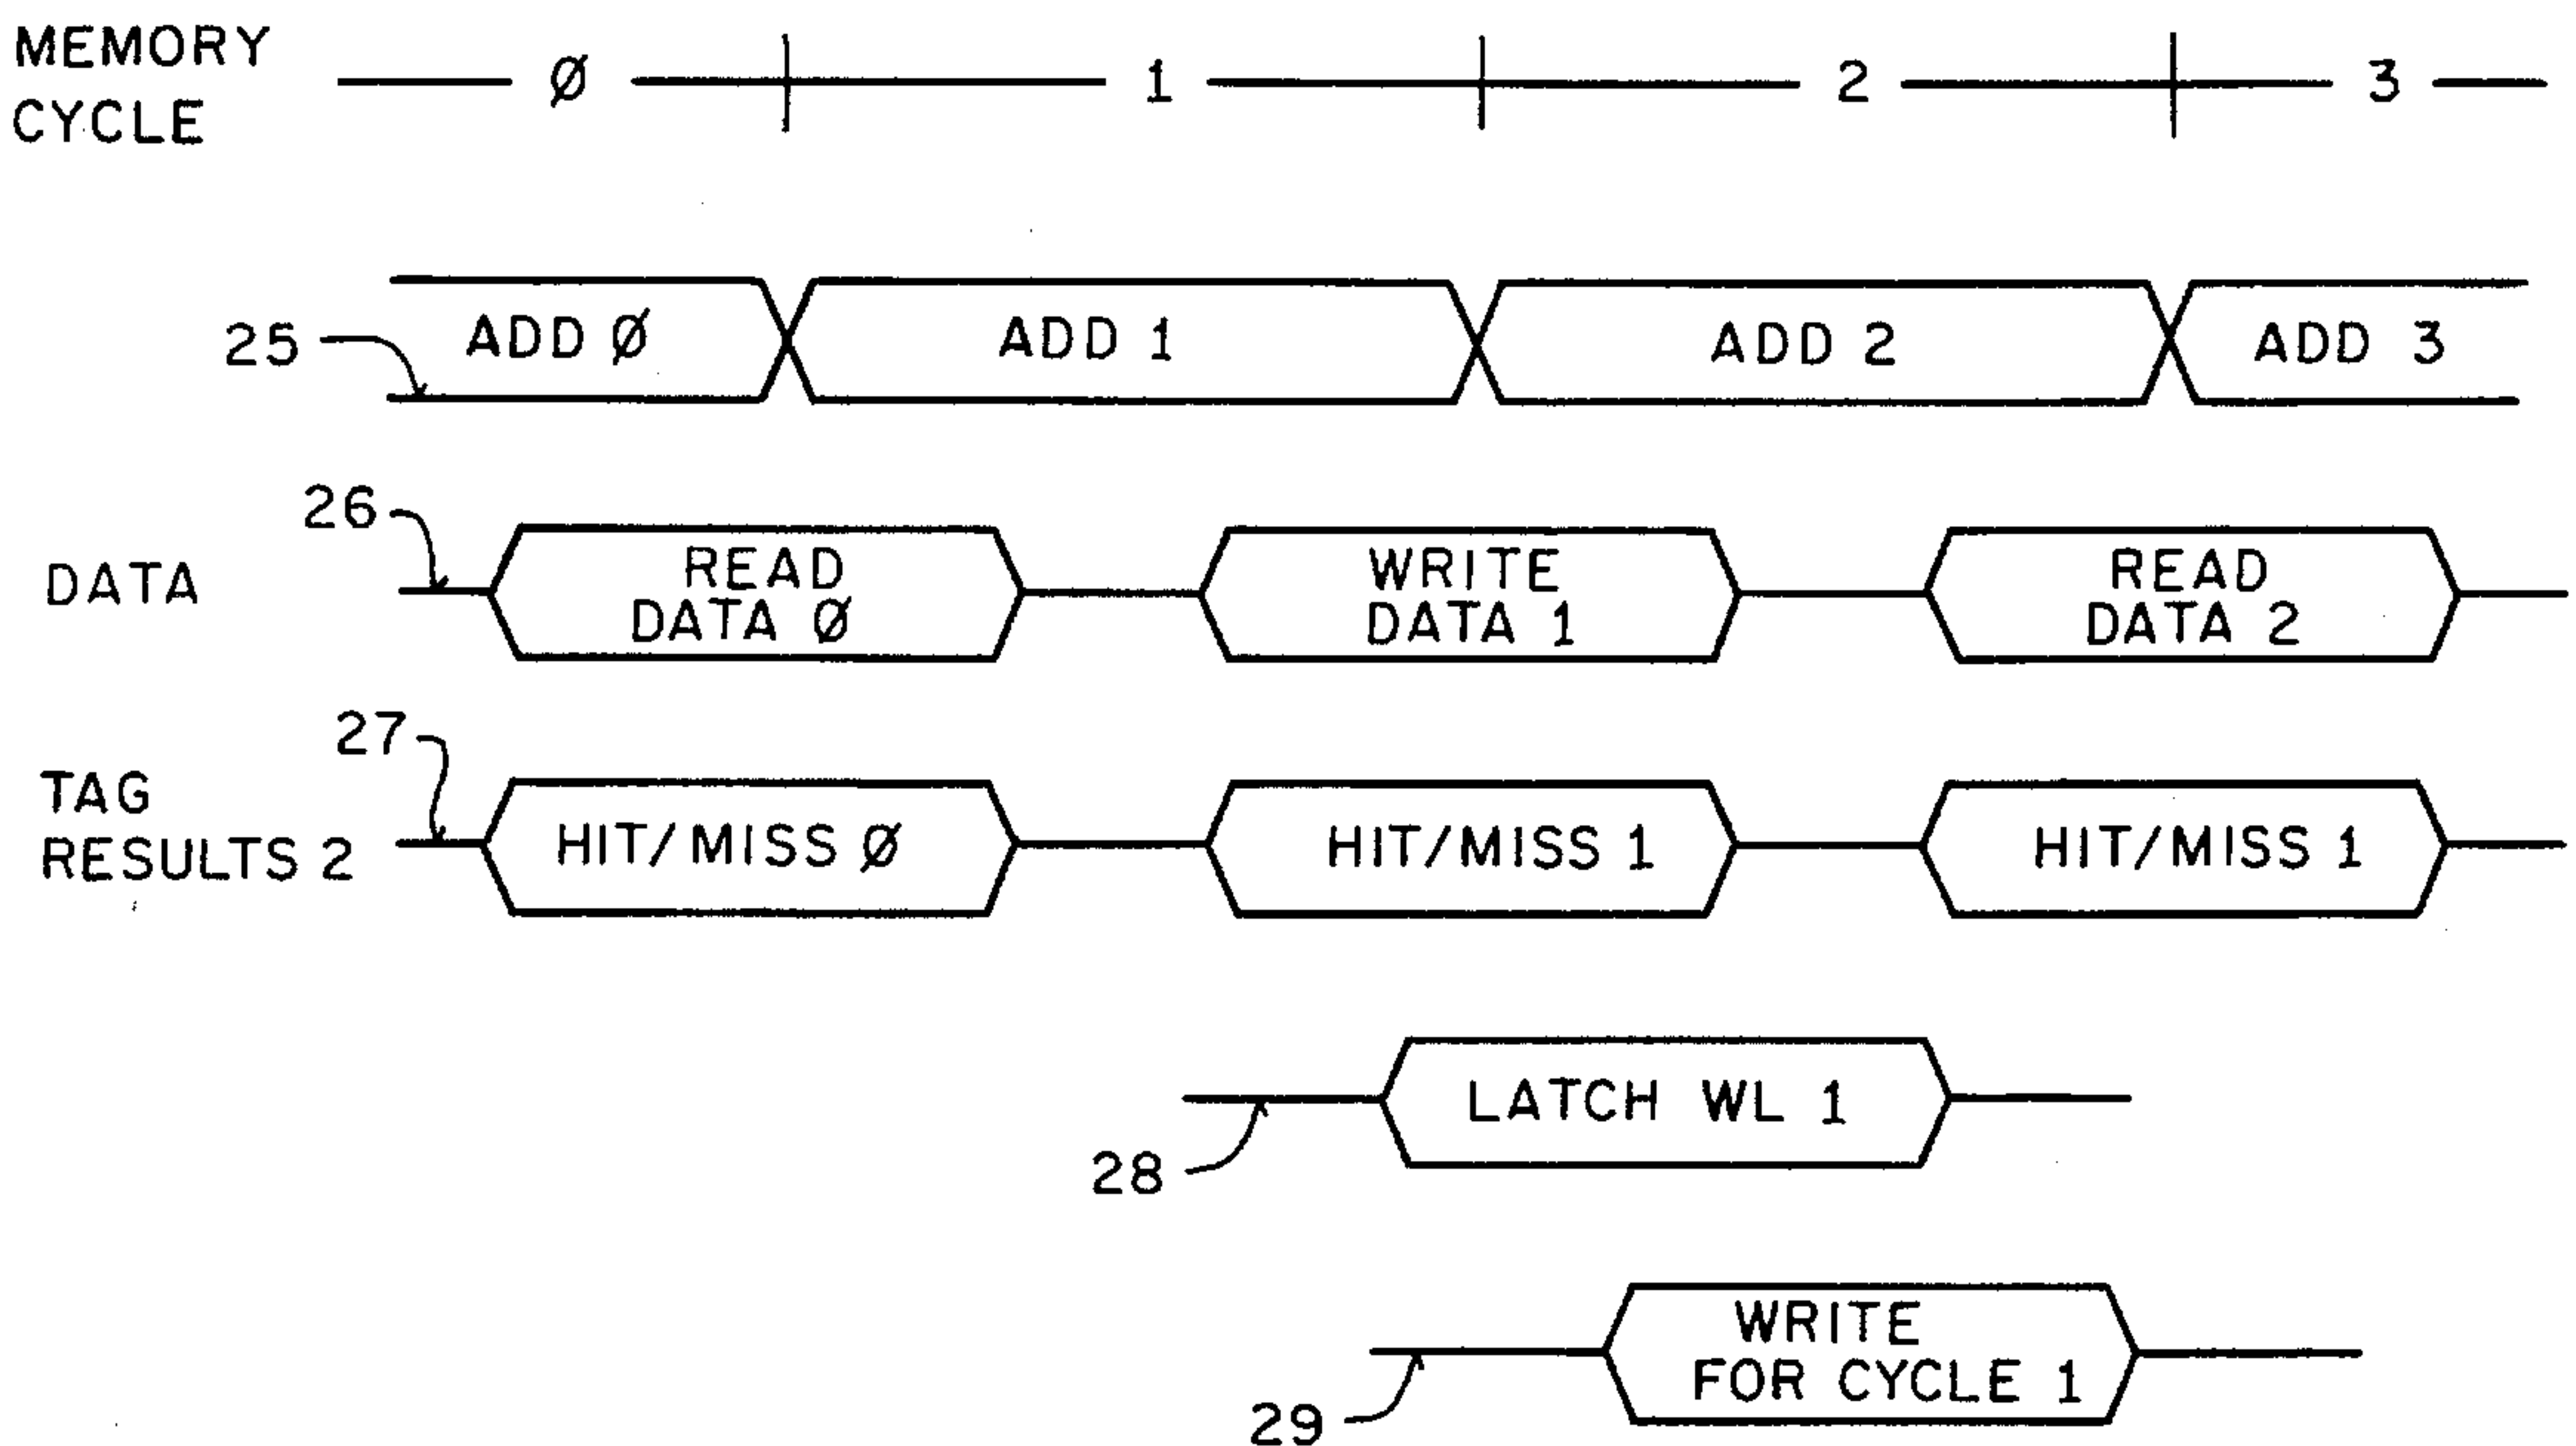 MEMORY
CYCLE
Ø 1 2 3
25 ADD Ø ADD 1 ADD 2 ADD 3
26
DATA
READ
DATA Ø
WRITE
DATA 1
READ
DATA 2
27
TAG
RESULTS 2
HIT/MISS Ø HIT/MISS 1 HIT/MISS 1
LATCH WL 1
28
WRITE
FOR CYCLE 1
29